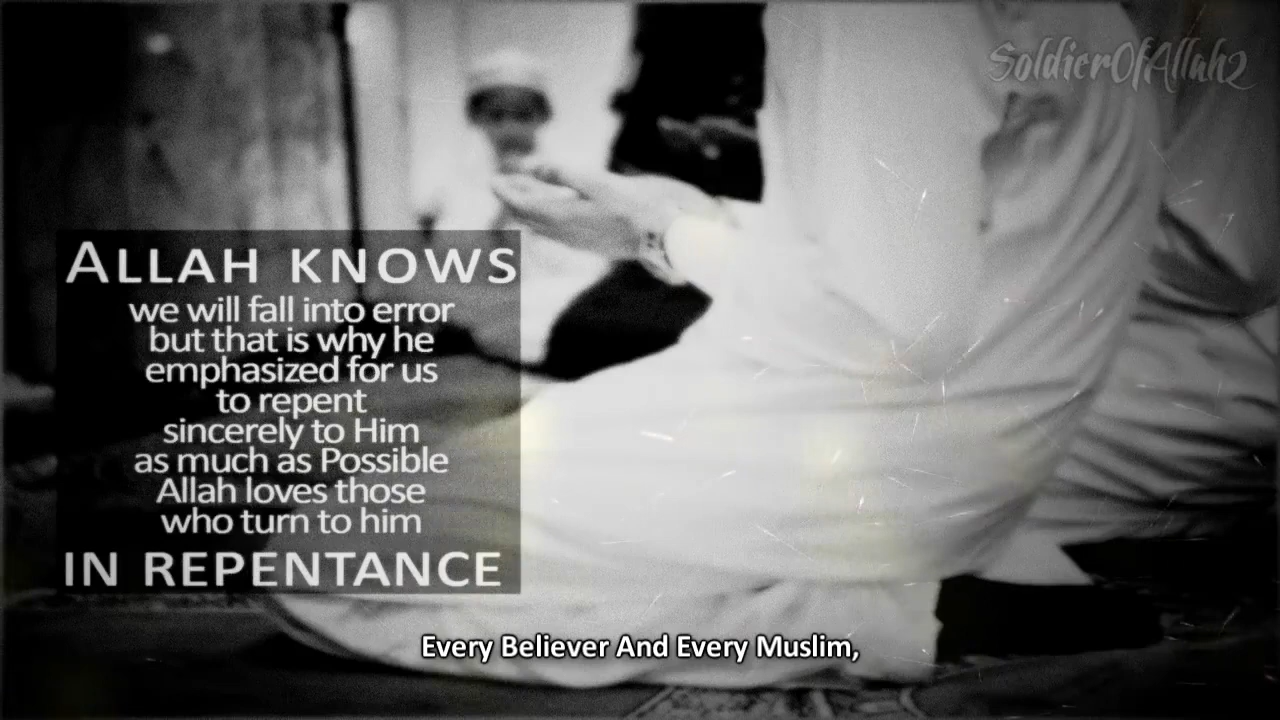 SoldierOfAllah2
ALLAH KNOWS
we will fall into error
but that is why he
emphasized for us
to repent
sincerely to Him
as much as Possible
Allah loves those
who turn to him
IN REPENTANCE
Every Believer And Every Muslim,